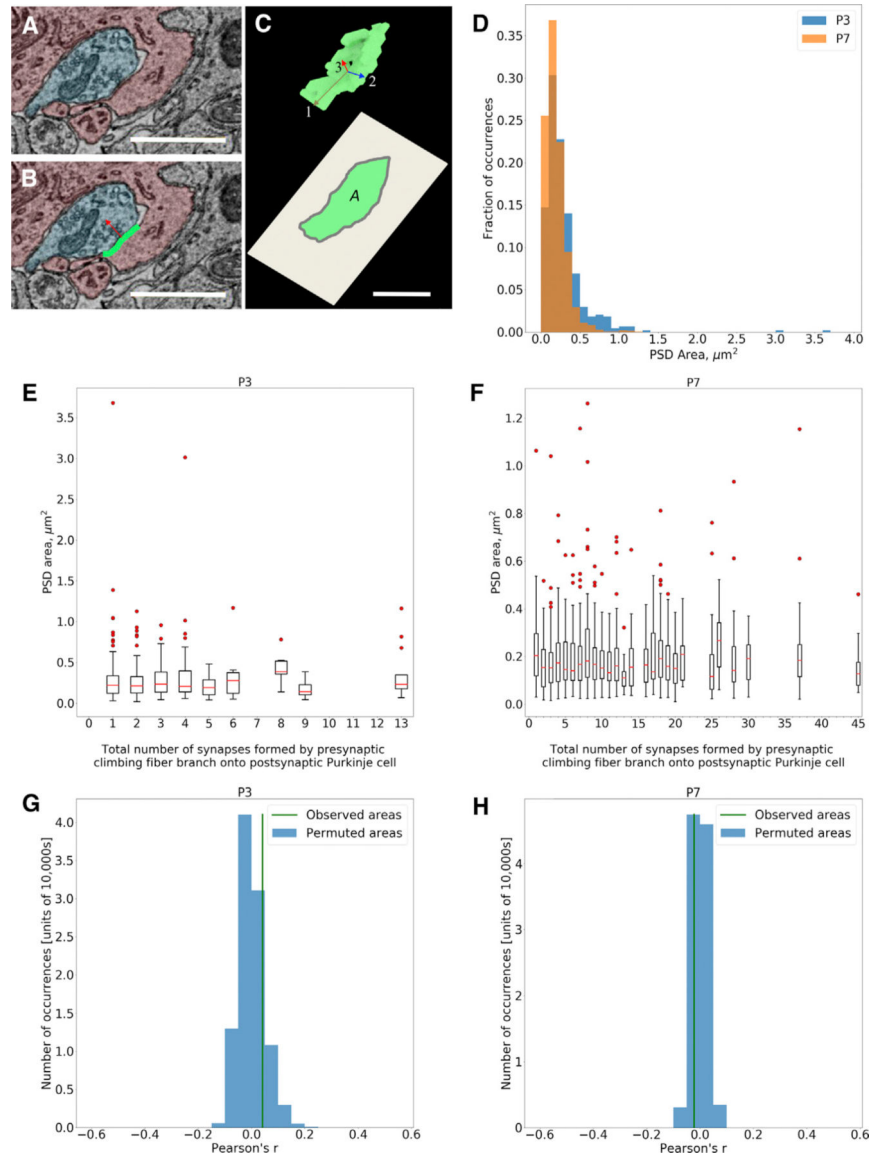 A
B
C
3
2
1
A
D
P3
P7
0.35
0.30
0.25
0.20
0.15
0.10
0.05
0.00
Fraction of occurrences
0.0 0.5 1.0 1.5 2.0 2.5 3.0 3.5 4.0
PSD Area, μm²
E
P3
3.5
3.0
2.5
2.0
1.5
1.0
0.5
0.0
PSD area, μm²
0 1 2 3 4 5 6 7 8 9 10 11 12 13
Total number of synapses formed by presynaptic
climbing fiber branch onto postsynaptic Purkinje cell
F
P7
1.2
1.0
0.8
0.6
0.4
0.2
0.0
PSD area, μm²
0 5 10 15 20 25 30 35 40 45
Total number of synapses formed by presynaptic
climbing fiber branch onto postsynaptic Purkinje cell
G
P3
Observed areas
Permuted areas
4.0
3.5
3.0
2.5
2.0
1.5
1.0
0.5
0.0
Number of occurrences [units of 10,000s]
−0.6 −0.4 −0.2 0.0 0.2 0.4 0.6
Pearson's r
H
P7
Observed areas
Permuted areas
4
3
2
1
0
Number of occurrences [units of 10,000s]
−0.6 −0.4 −0.2 0.0 0.2 0.4 0.6
Pearson's r